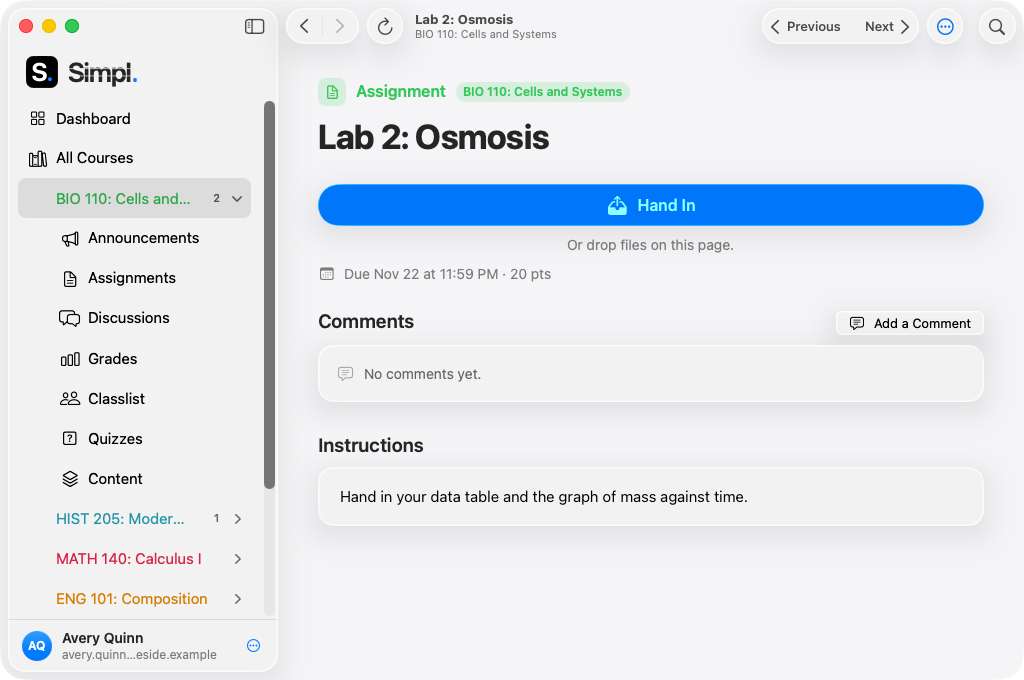 Simpl.
Dashboard
All Courses
BIO 110: Cells and... 2
Announcements
Assignments
Discussions
Grades
Classlist
Quizzes
Content
HIST 205: Moder... 1
MATH 140: Calculus I
ENG 101: Composition
AQ
Avery Quinn
avery.quinn...eside.example
Lab 2: Osmosis
BIO 110: Cells and Systems
Previous Next
Assignment BIO 110: Cells and Systems
Lab 2: Osmosis
Hand In
Or drop files on this page.
Due Nov 22 at 11:59 PM · 20 pts
Comments
Add a Comment
No comments yet.
Instructions
Hand in your data table and the graph of mass against time.